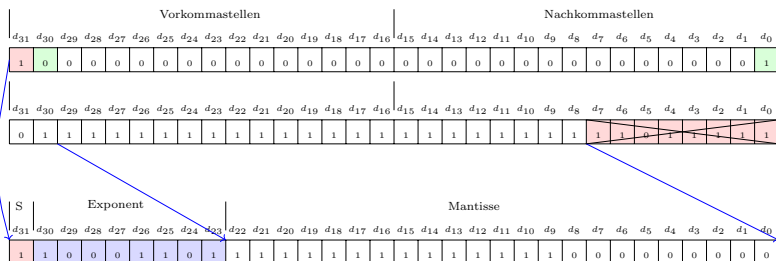 Vorkommastellen Nachkommastellen
d31 d30 d29 d28 d27 d26 d25 d24 d23 d22 d21 d20 d19 d18 d17 d16 d15 d14 d13 d12 d11 d10 d9 d8 d7 d6 d5 d4 d3 d2 d1 d0
1 0 0 0 0 0 0 0 0 0 0 0 0 0 0 0 0 0 0 0 0 0 0 0 0 0 0 0 0 0 0 1
d31 d30 d29 d28 d27 d26 d25 d24 d23 d22 d21 d20 d19 d18 d17 d16 d15 d14 d13 d12 d11 d10 d9 d8 d7 d6 d5 d4 d3 d2 d1 d0
0 1 1 1 1 1 1 1 1 1 1 1 1 1 1 1 1 1 1 1 1 1 1 1 1 1 0 1 1 1 1 1
S Exponent Mantisse
d31 d30 d29 d28 d27 d26 d25 d24 d23 d22 d21 d20 d19 d18 d17 d16 d15 d14 d13 d12 d11 d10 d9 d8 d7 d6 d5 d4 d3 d2 d1 d0
1 1 0 0 0 1 1 0 1 1 1 1 1 1 1 1 1 1 1 1 1 1 1 0 0 0 0 0 0 0 0 0